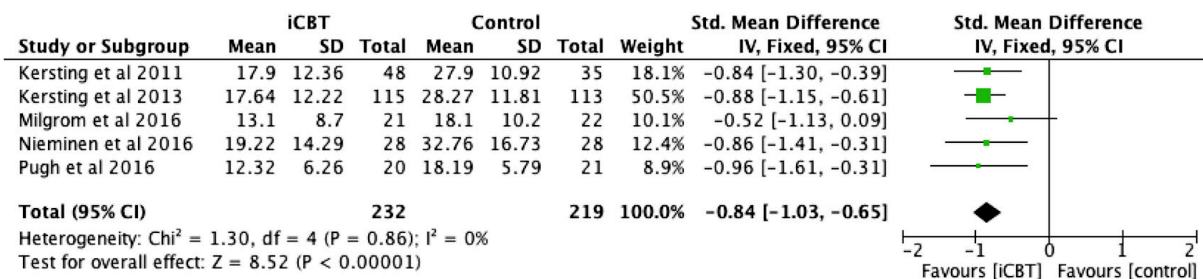 iCBT Control Std. Mean Difference Std. Mean Difference
Study or Subgroup Mean SD Total Mean SD Total Weight IV, Fixed, 95% CI IV, Fixed, 95% CI
Kersting et al 2011 17.9 12.36 48 27.9 10.92 35 18.1% -0.84 [-1.30, -0.39]
Kersting et al 2013 17.64 12.22 115 28.27 11.81 113 50.5% -0.88 [-1.15, -0.61]
Milgrom et al 2016 13.1 8.7 21 18.1 10.2 22 10.1% -0.52 [-1.13, 0.09]
Nieminen et al 2016 19.22 14.29 28 32.76 16.73 28 12.4% -0.86 [-1.41, -0.31]
Pugh et al 2016 12.32 6.26 20 18.19 5.79 21 8.9% -0.96 [-1.61, -0.31]
Total (95% CI) 232 219 100.0% -0.84 [-1.03, -0.65]
Heterogeneity: Chi² = 1.30, df = 4 (P = 0.86); I² = 0%
Test for overall effect: Z = 8.52 (P < 0.00001)
-2 -1 0 1 2
Favours [iCBT] Favours [control]